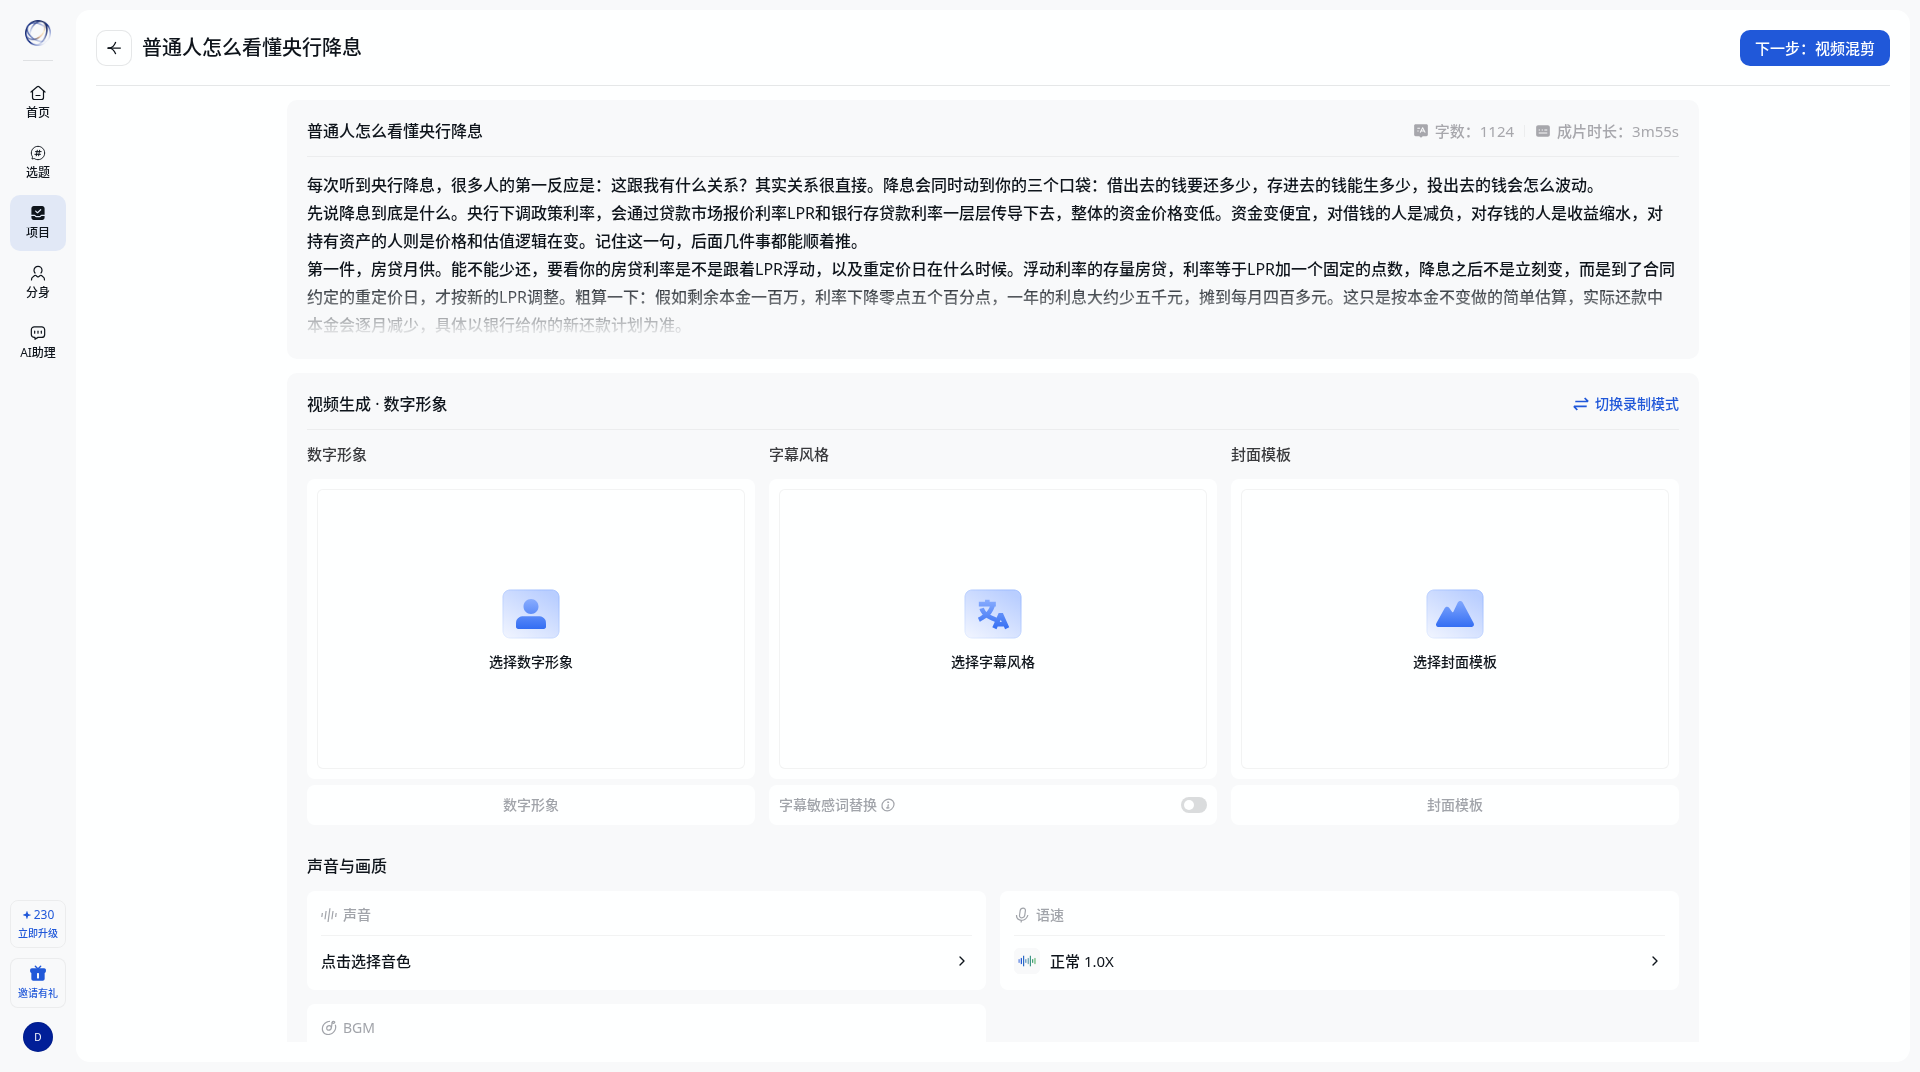 普通人怎么看懂央行降息
下一步：视频混剪
首页
选题
项目
分身
AI助理
230
立即升级
邀请有礼
D
普通人怎么看懂央行降息
字数：1124
成片时长：3m55s
每次听到央行降息，很多人的第一反应是：这跟我有什么关系？其实关系很直接。降息会同时动到你的三个口袋：借出去的钱要还多少，存进去的钱能生多少，投出去的钱会怎么波动。
先说降息到底是什么。央行下调政策利率，会通过贷款市场报价利率LPR和银行存贷款利率一层层传导下去，整体的资金价格变低。资金变便宜，对借钱的人是减负，对存钱的人是收益缩水，对
持有资产的人则是价格和估值逻辑在变。记住这一句，后面几件事都能顺着推。
第一件，房贷月供。能不能少还，要看你的房贷利率是不是跟着LPR浮动，以及重定价日在什么时候。浮动利率的存量房贷，利率等于LPR加一个固定的点数，降息之后不是立刻变，而是到了合同
约定的重定价日，才按新的LPR调整。粗算一下：假如剩余本金一百万，利率下降零点五个百分点，一年的利息大约少五千元，摊到每月四百多元。这只是按本金不变做的简单估算，实际还款中
本金会逐月减少，具体以银行给你的新还款计划为准。
视频生成 · 数字形象
切换录制模式
数字形象
字幕风格
封面模板
选择数字形象
选择字幕风格
选择封面模板
数字形象
字幕敏感词替换
封面模板
声音与画质
声音
语速
点击选择音色
正常 1.0X
BGM